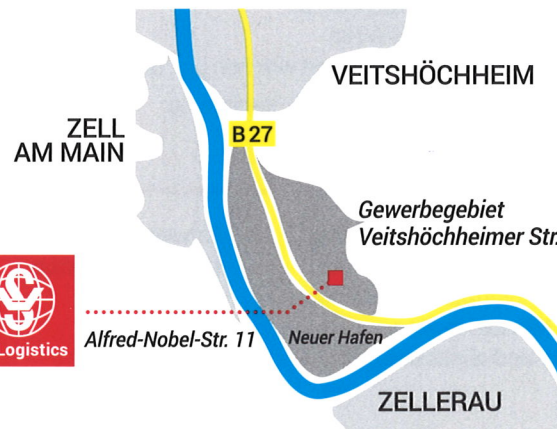 VEITSHÖCHHEIM
ZELL
AM MAIN
B 27
Gewerbegebiet
Veitshöchheimer Str.
Logistics
Alfred-Nobel-Str. 11
Neuer Hafen
ZELLERAU